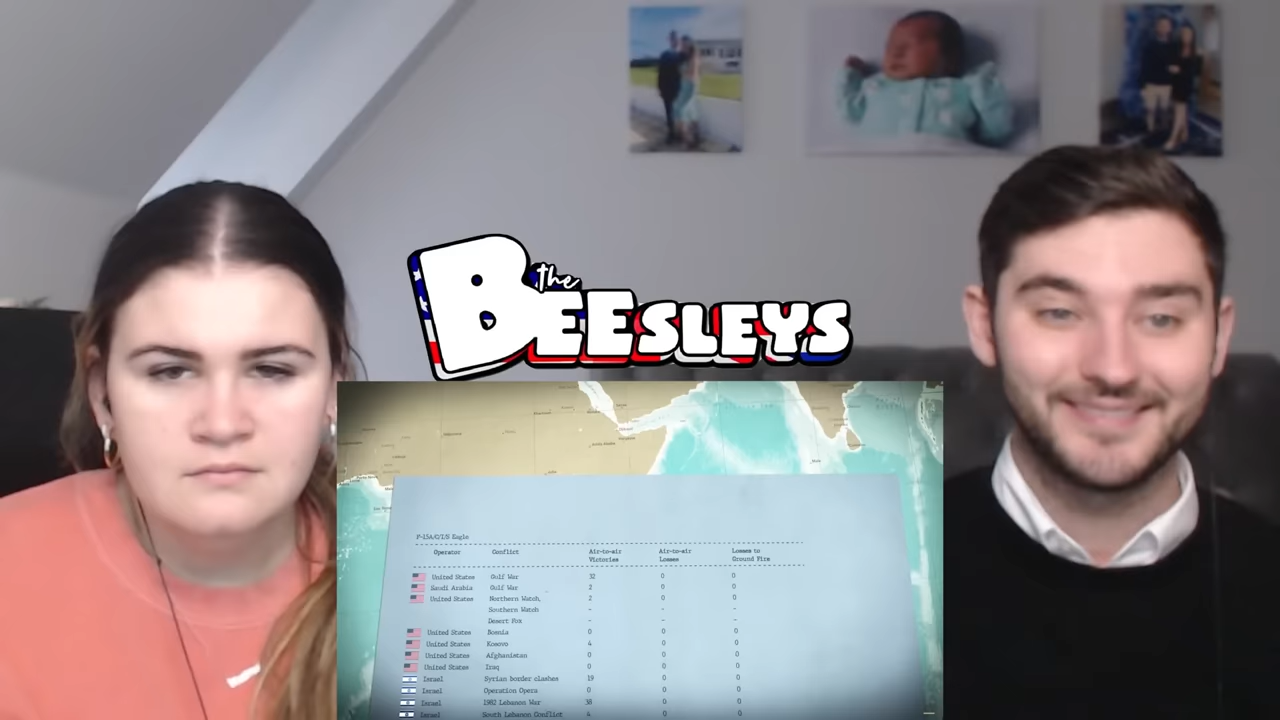 the
BEESLEYS
F-15A/C/I/S Eagle
Operator Conflict Air-to-air Victories Air-to-air Losses Losses to Ground Fire
United States Gulf War 32 0 0
Saudi Arabia Gulf War 2 0 0
United States Northern Watch, 2 0 0
Southern Watch - - -
Desert Fox - - -
United States Bosnia 0 0 0
United States Kosovo 4 0 0
United States Afghanistan 0 0 0
United States Iraq 0 0 0
Israel Syrian border clashes 19 0 0
Israel Operation Opera 0 0 0
Israel 1982 Lebanon War 38 0 0
Israel South Lebanon Conflict 4 0 0